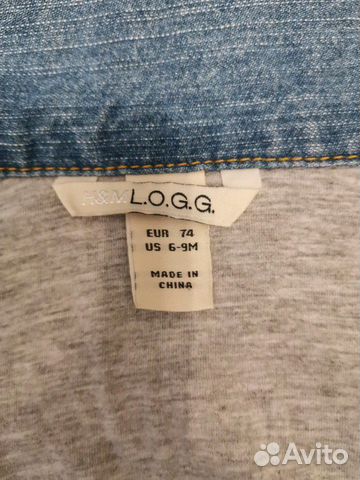 H&M L.O.G.G.
EUR 74
US 6-9M
MADE IN
CHINA
Avito